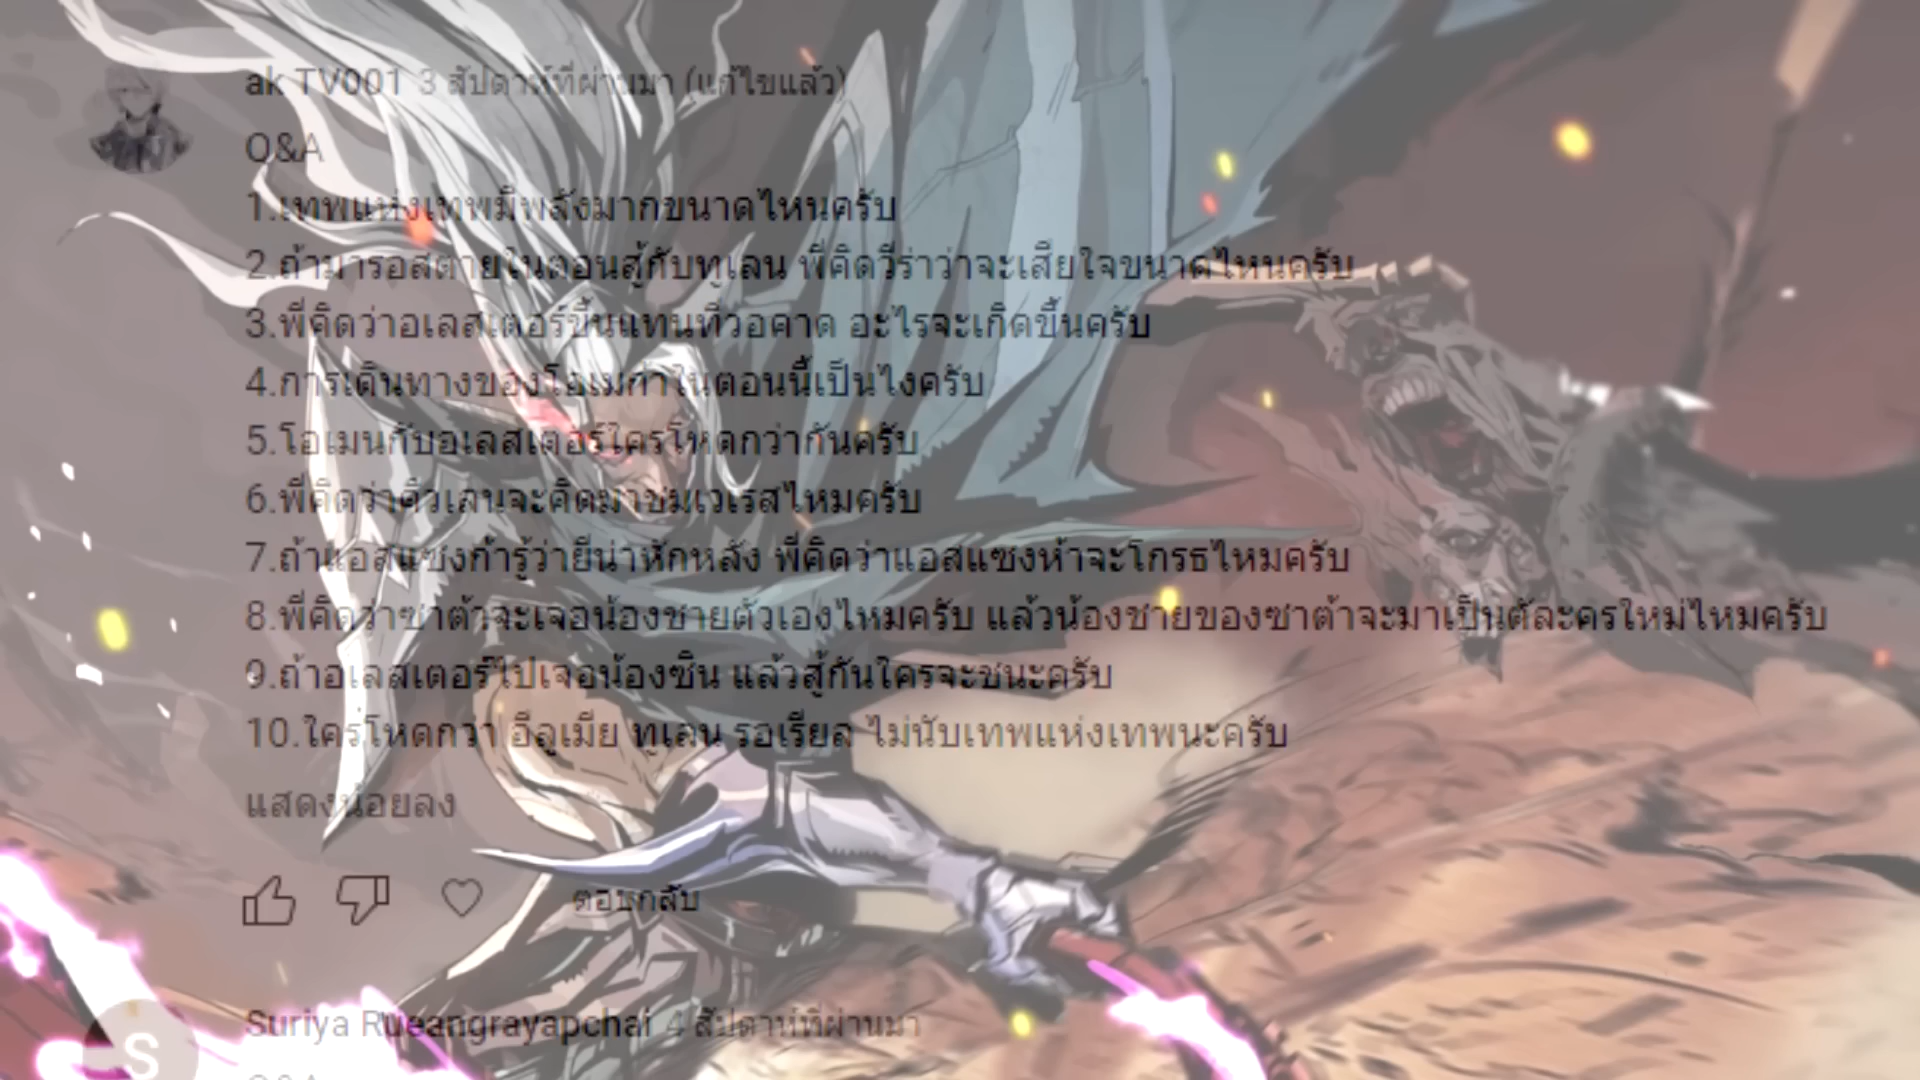 ak TV001 3 สัปดาห์ที่ผ่านมา (แก้ไขแล้ว)
Q&A
1.เทพแห่งเทพมีพลังมากขนาดไหนครับ
2.ถ้ามารอสตายในตอนสู้กับทูเลน พี่คิดวีร่าว่าจะเสียใจขนาดไหนครับ
3.พี่คิดว่าอเลสเตอร์ขึ้นแทนที่วอคาด อะไรจะเกิดขึ้นครับ
4.การเดินทางของโอเมก้าในตอนนี้เป็นไงครับ
5.โอเมนกับอเลสเตอร์ใครโหดกว่ากันครับ
6.พี่คิดว่าคิวเลนจะคิดมาชมเวเรสไหมครับ
7.ถ้าแอสแซงก้ารู้ว่ายีน่าหักหลัง พี่คิดว่าแอสแซงห้าจะโกรธไหมครับ
8.พี่คิดว่าซาต้าจะเจอน้องชายตัวเองไหมครับ แล้วน้องชายของซาต้าจะมาเป็นตัละครใหม่ไหมครับ
9.ถ้าอเลสเตอร์ไปเจอน้องซิน แล้วสู้กันใครจะชนะครับ
10.ใครโหดกว่า อีลูเมีย ทูเลน รอเรียล ไม่นับเทพแห่งเทพนะครับ
แสดงน้อยลง
ตอบกลับ
S
Suriya Rueangrayapchai 4 สัปดาห์ที่ผ่านมา